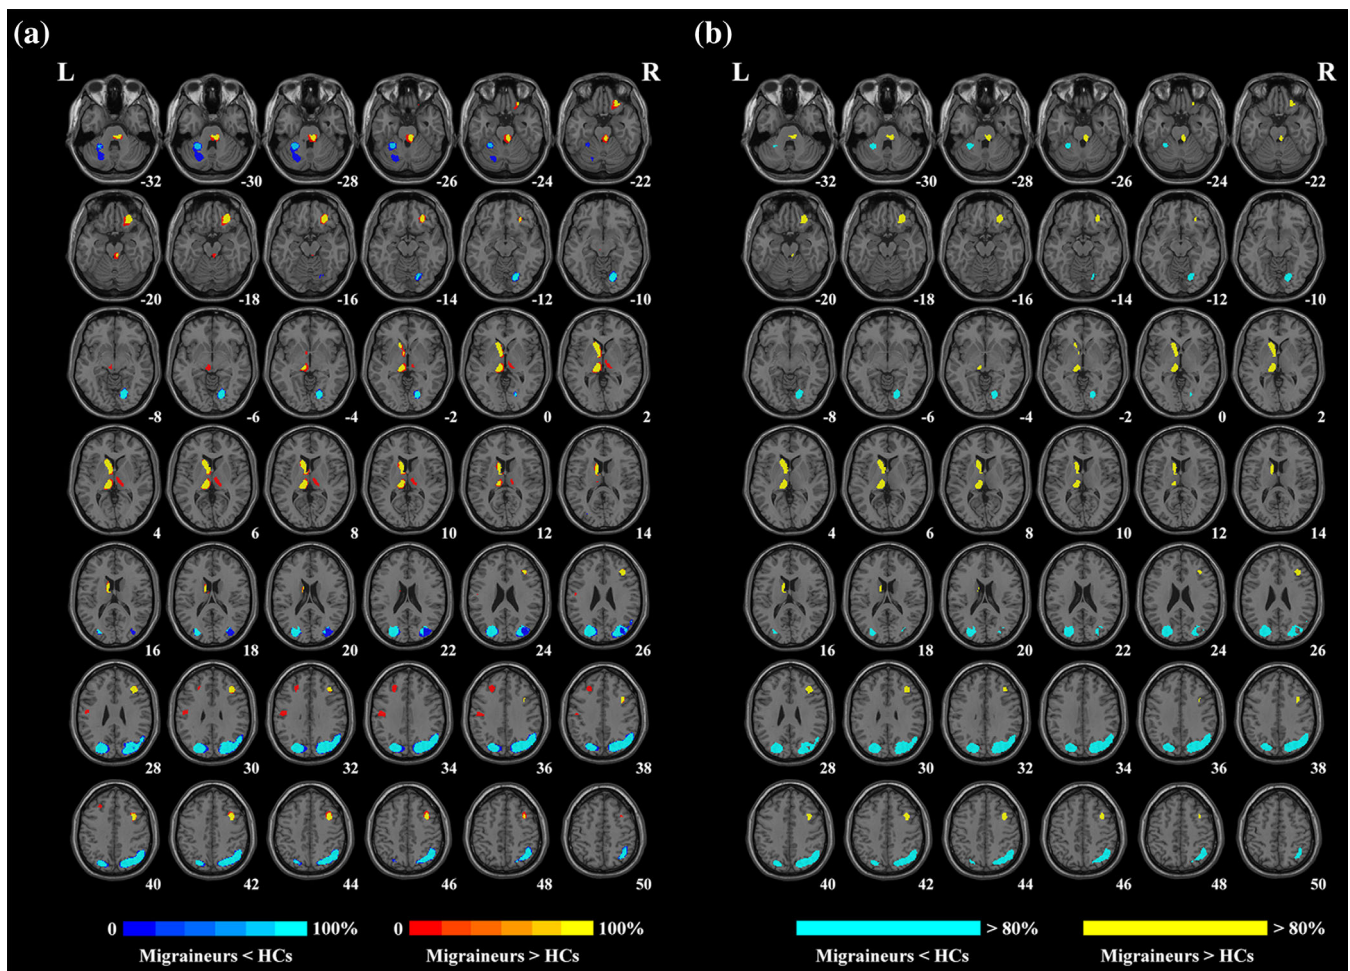 (a) (b)
L R L R
-32 -30 -28 -26 -24 -22 -32 -30 -28 -26 -24 -22
-20 -18 -16 -14 -12 -10 -20 -18 -16 -14 -12 -10
-8 -6 -4 -2 0 2 -8 -6 -4 -2 0 2
4 6 8 10 12 14 4 6 8 10 12 14
16 18 20 22 24 26 16 18 20 22 24 26
28 30 32 34 36 38 28 30 32 34 36 38
40 42 44 46 48 50 40 42 44 46 48 50
0 100% 0 100% > 80% > 80%
Migraineurs < HCs Migraineurs > HCs Migraineurs < HCs Migraineurs > HCs